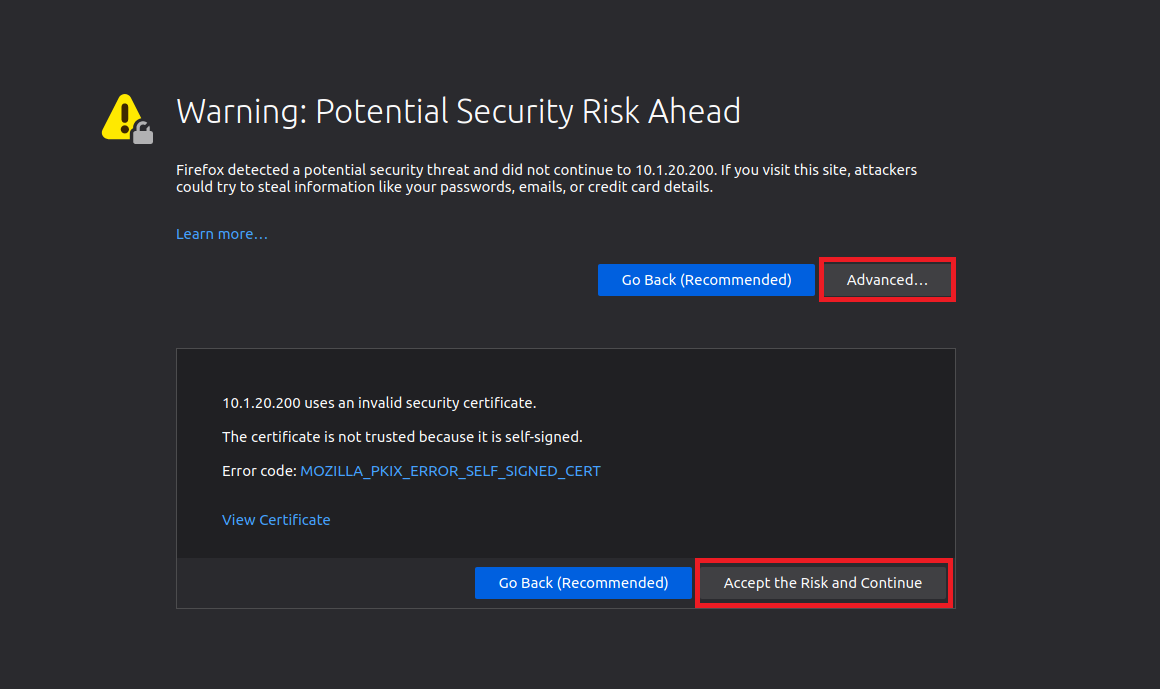 Warning: Potential Security Risk Ahead
Firefox detected a potential security threat and did not continue to 10.1.20.200. If you visit this site, attackers
could try to steal information like your passwords, emails, or credit card details.
Learn more…
Go Back (Recommended) Advanced…
10.1.20.200 uses an invalid security certificate.
The certificate is not trusted because it is self-signed.
Error code: MOZILLA_PKIX_ERROR_SELF_SIGNED_CERT
View Certificate
Go Back (Recommended) Accept the Risk and Continue